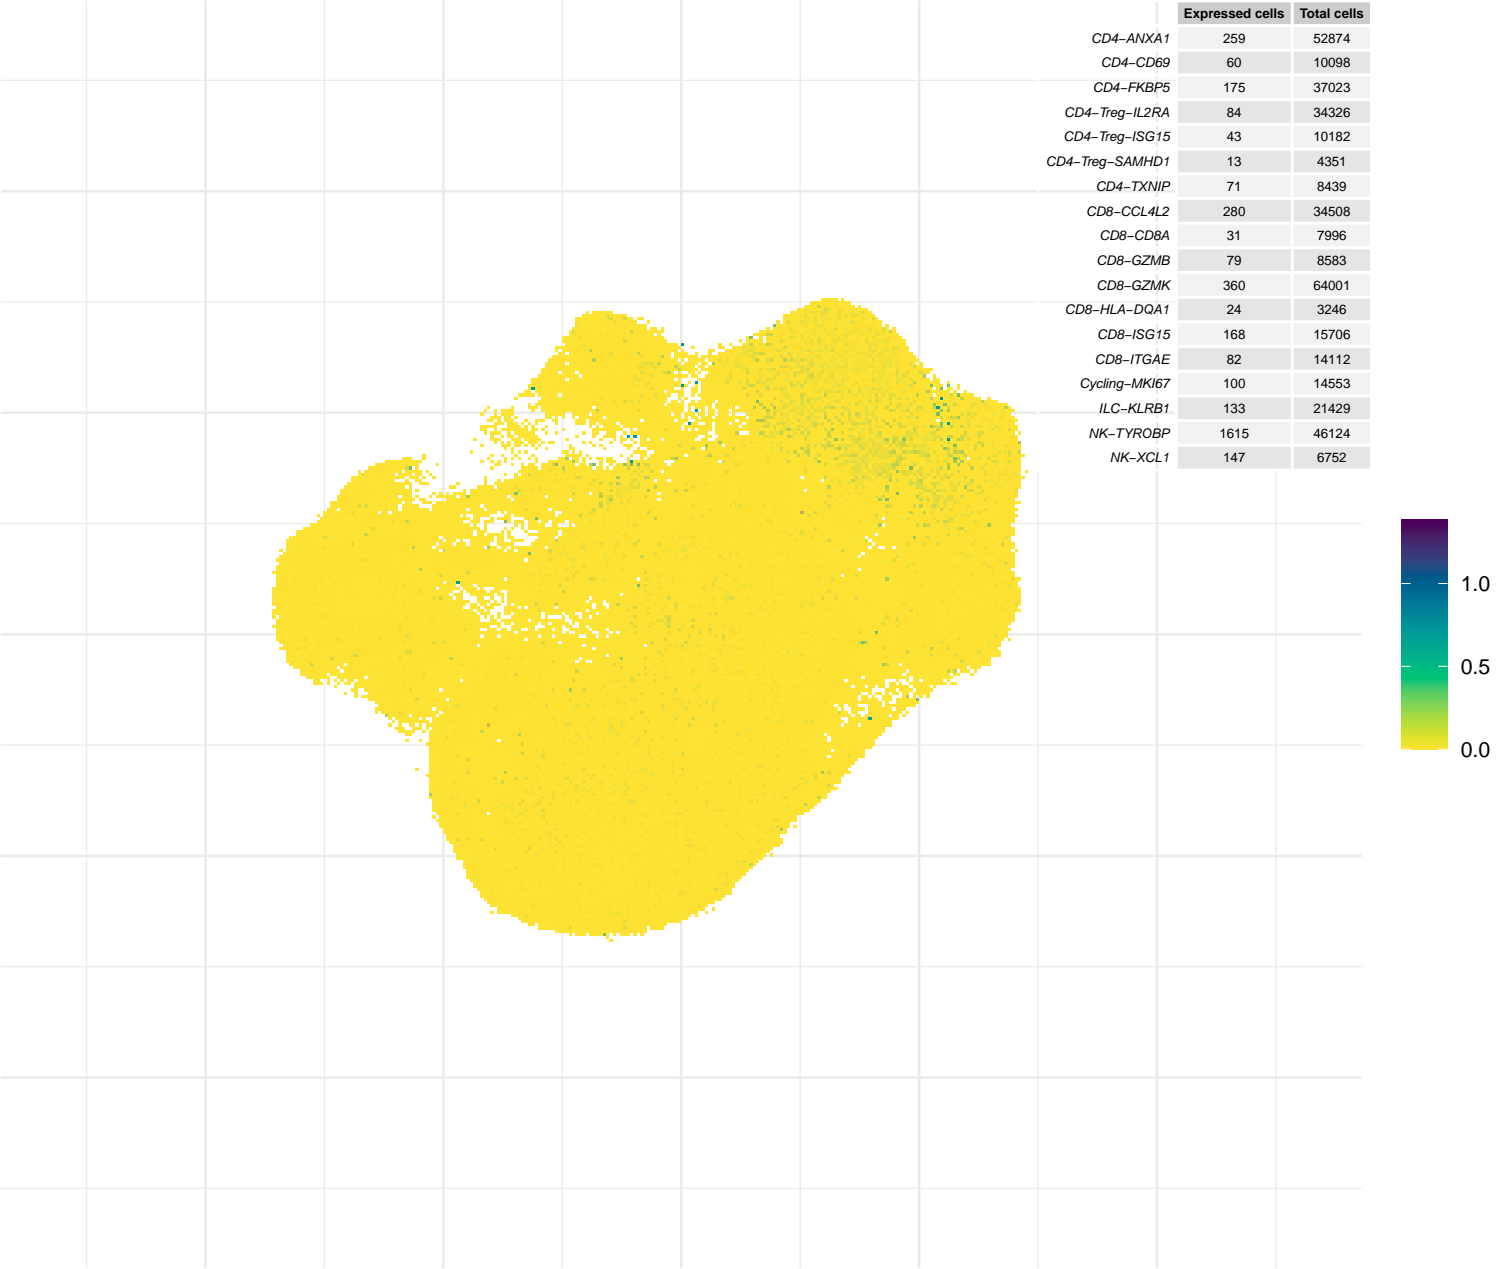 Expressed cells Total cells
CD4−ANXA1 259 52874
CD4−CD69 60 10098
CD4−FKBP5 175 37023
CD4−Treg−IL2RA 84 34326
CD4−Treg−ISG15 43 10182
CD4−Treg−SAMHD1 13 4351
CD4−TXNIP 71 8439
CD8−CCL4L2 280 34508
CD8−CD8A 31 7996
CD8−GZMB 79 8583
CD8−GZMK 360 64001
CD8−HLA−DQA1 24 3246
CD8−ISG15 168 15706
CD8−ITGAE 82 14112
Cycling−MKI67 100 14553
ILC−KLRB1 133 21429
NK−TYROBP 1615 46124
NK−XCL1 147 6752
1.0
0.5
0.0